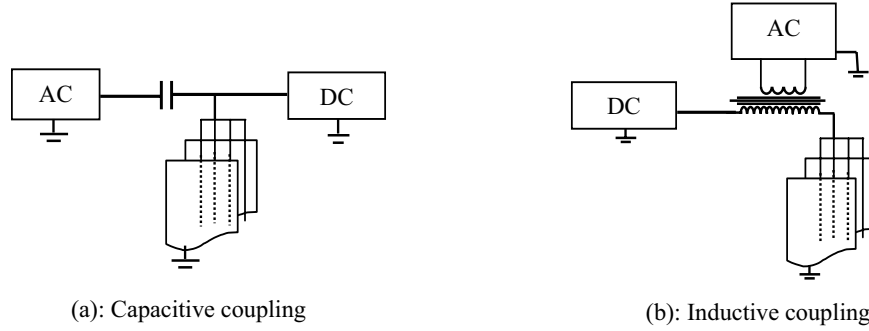 AC
DC
(a): Capacitive coupling
AC
DC
(b): Inductive coupling